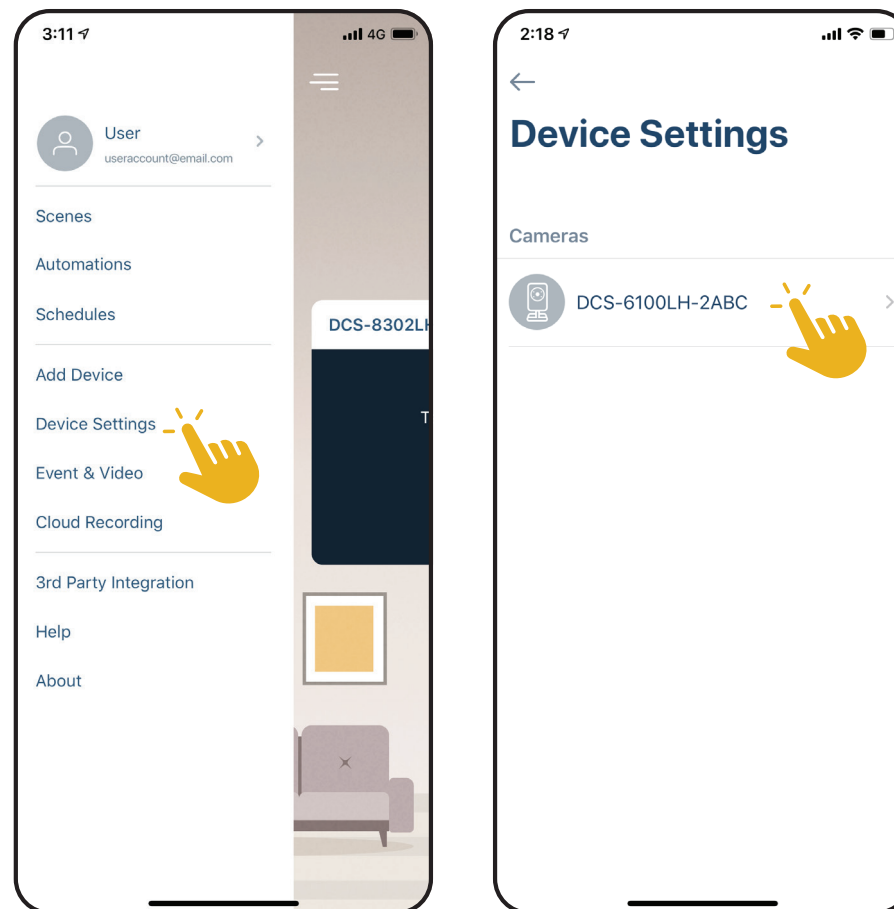 3:11
4G
User
useraccount@email.com
Scenes
Automations
Schedules
DCS-8302LH
Add Device
Device Settings
T
Event & Video
Cloud Recording
3rd Party Integration
Help
About
2:18
Device Settings
Cameras
DCS-6100LH-2ABC